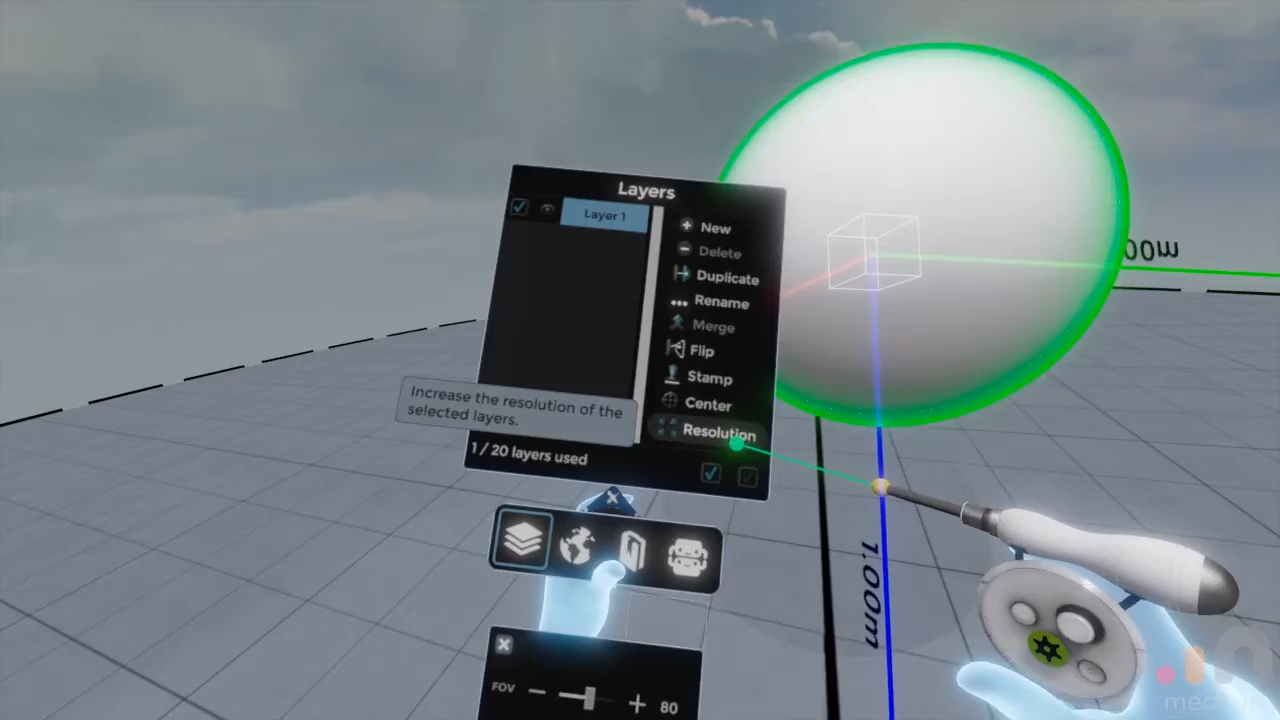 Layers
Layer 1
New
Delete
Duplicate
Rename
Merge
Flip
Stamp
Center
Resolution
Increase the resolution of the
selected layers.
1 / 20 layers used
00m
1.00m
FOV
80